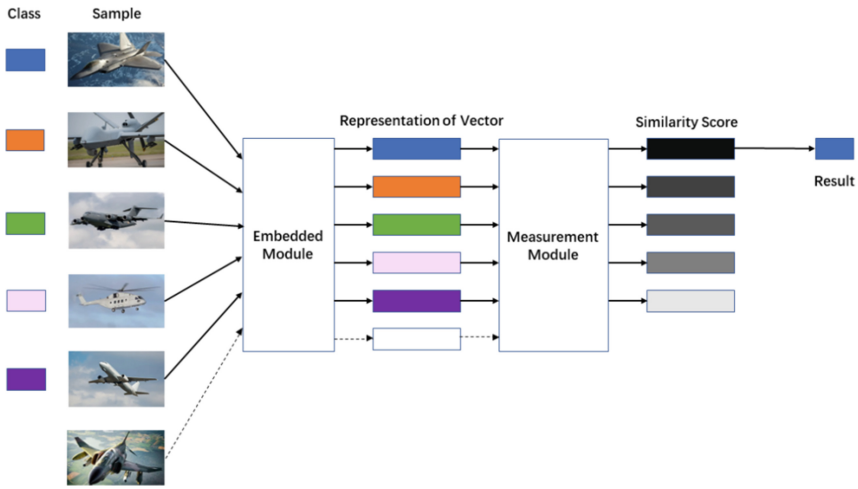 Class
Sample
Representation of Vector
Similarity Score
Result
Embedded
Module
Measurement
Module